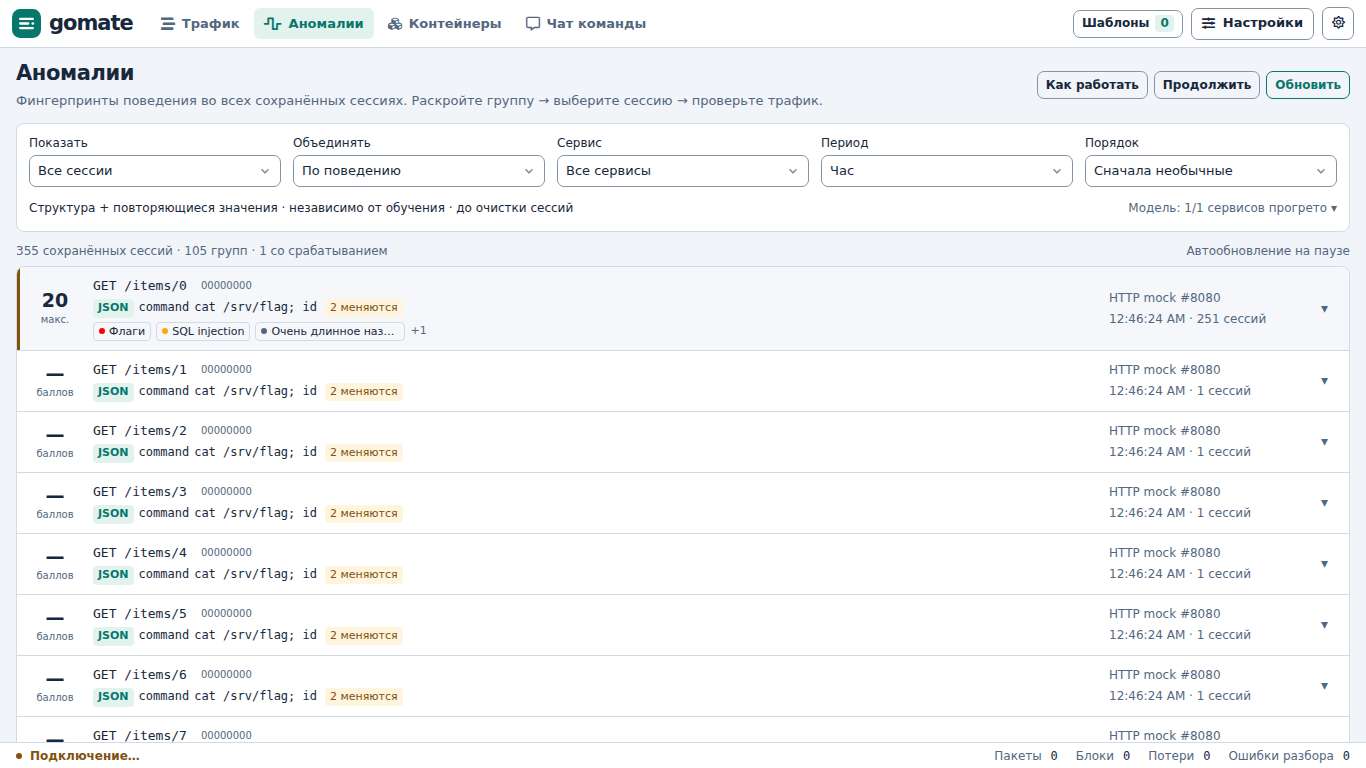 gomate Трафик Аномалии Контейнеры Чат команды Шаблоны 0 Настройки
Аномалии
Фингерпринты поведения во всех сохранённых сессиях. Раскройте группу → выберите сессию → проверьте трафик.
Как работать Продолжить Обновить
Показать Объединять Сервис Период Порядок
Все сессии По поведению Все сервисы Час Сначала необычные
Структура + повторяющиеся значения · независимо от обучения · до очистки сессий Модель: 1/1 сервисов прогрето ▾
355 сохранённых сессий · 105 групп · 1 со срабатыванием Автообновление на паузе
20 макс.
GET /items/0 00000000
JSON command cat /srv/flag; id 2 меняются
Флаги SQL injection Очень длинное наз… +1
HTTP mock #8080
12:46:24 AM · 251 сессий ▼
— баллов
GET /items/1 00000000
JSON command cat /srv/flag; id 2 меняются
HTTP mock #8080
12:46:24 AM · 1 сессий ▼
— баллов
GET /items/2 00000000
JSON command cat /srv/flag; id 2 меняются
HTTP mock #8080
12:46:24 AM · 1 сессий ▼
— баллов
GET /items/3 00000000
JSON command cat /srv/flag; id 2 меняются
HTTP mock #8080
12:46:24 AM · 1 сессий ▼
— баллов
GET /items/4 00000000
JSON command cat /srv/flag; id 2 меняются
HTTP mock #8080
12:46:24 AM · 1 сессий ▼
— баллов
GET /items/5 00000000
JSON command cat /srv/flag; id 2 меняются
HTTP mock #8080
12:46:24 AM · 1 сессий ▼
— баллов
GET /items/6 00000000
JSON command cat /srv/flag; id 2 меняются
HTTP mock #8080
12:46:24 AM · 1 сессий ▼
—
GET /items/7 00000000
HTTP mock #8080
Подключение… Пакеты 0 Блоки 0 Потери 0 Ошибки разбора 0